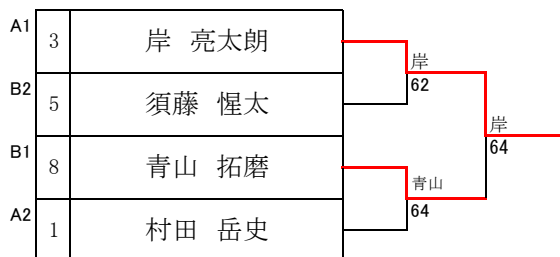 A1 3 岸 亮太朗
岸
62
B2 5 須藤 惺太
岸
64
B1 8 青山 拓磨
青山
64
A2 1 村田 岳史